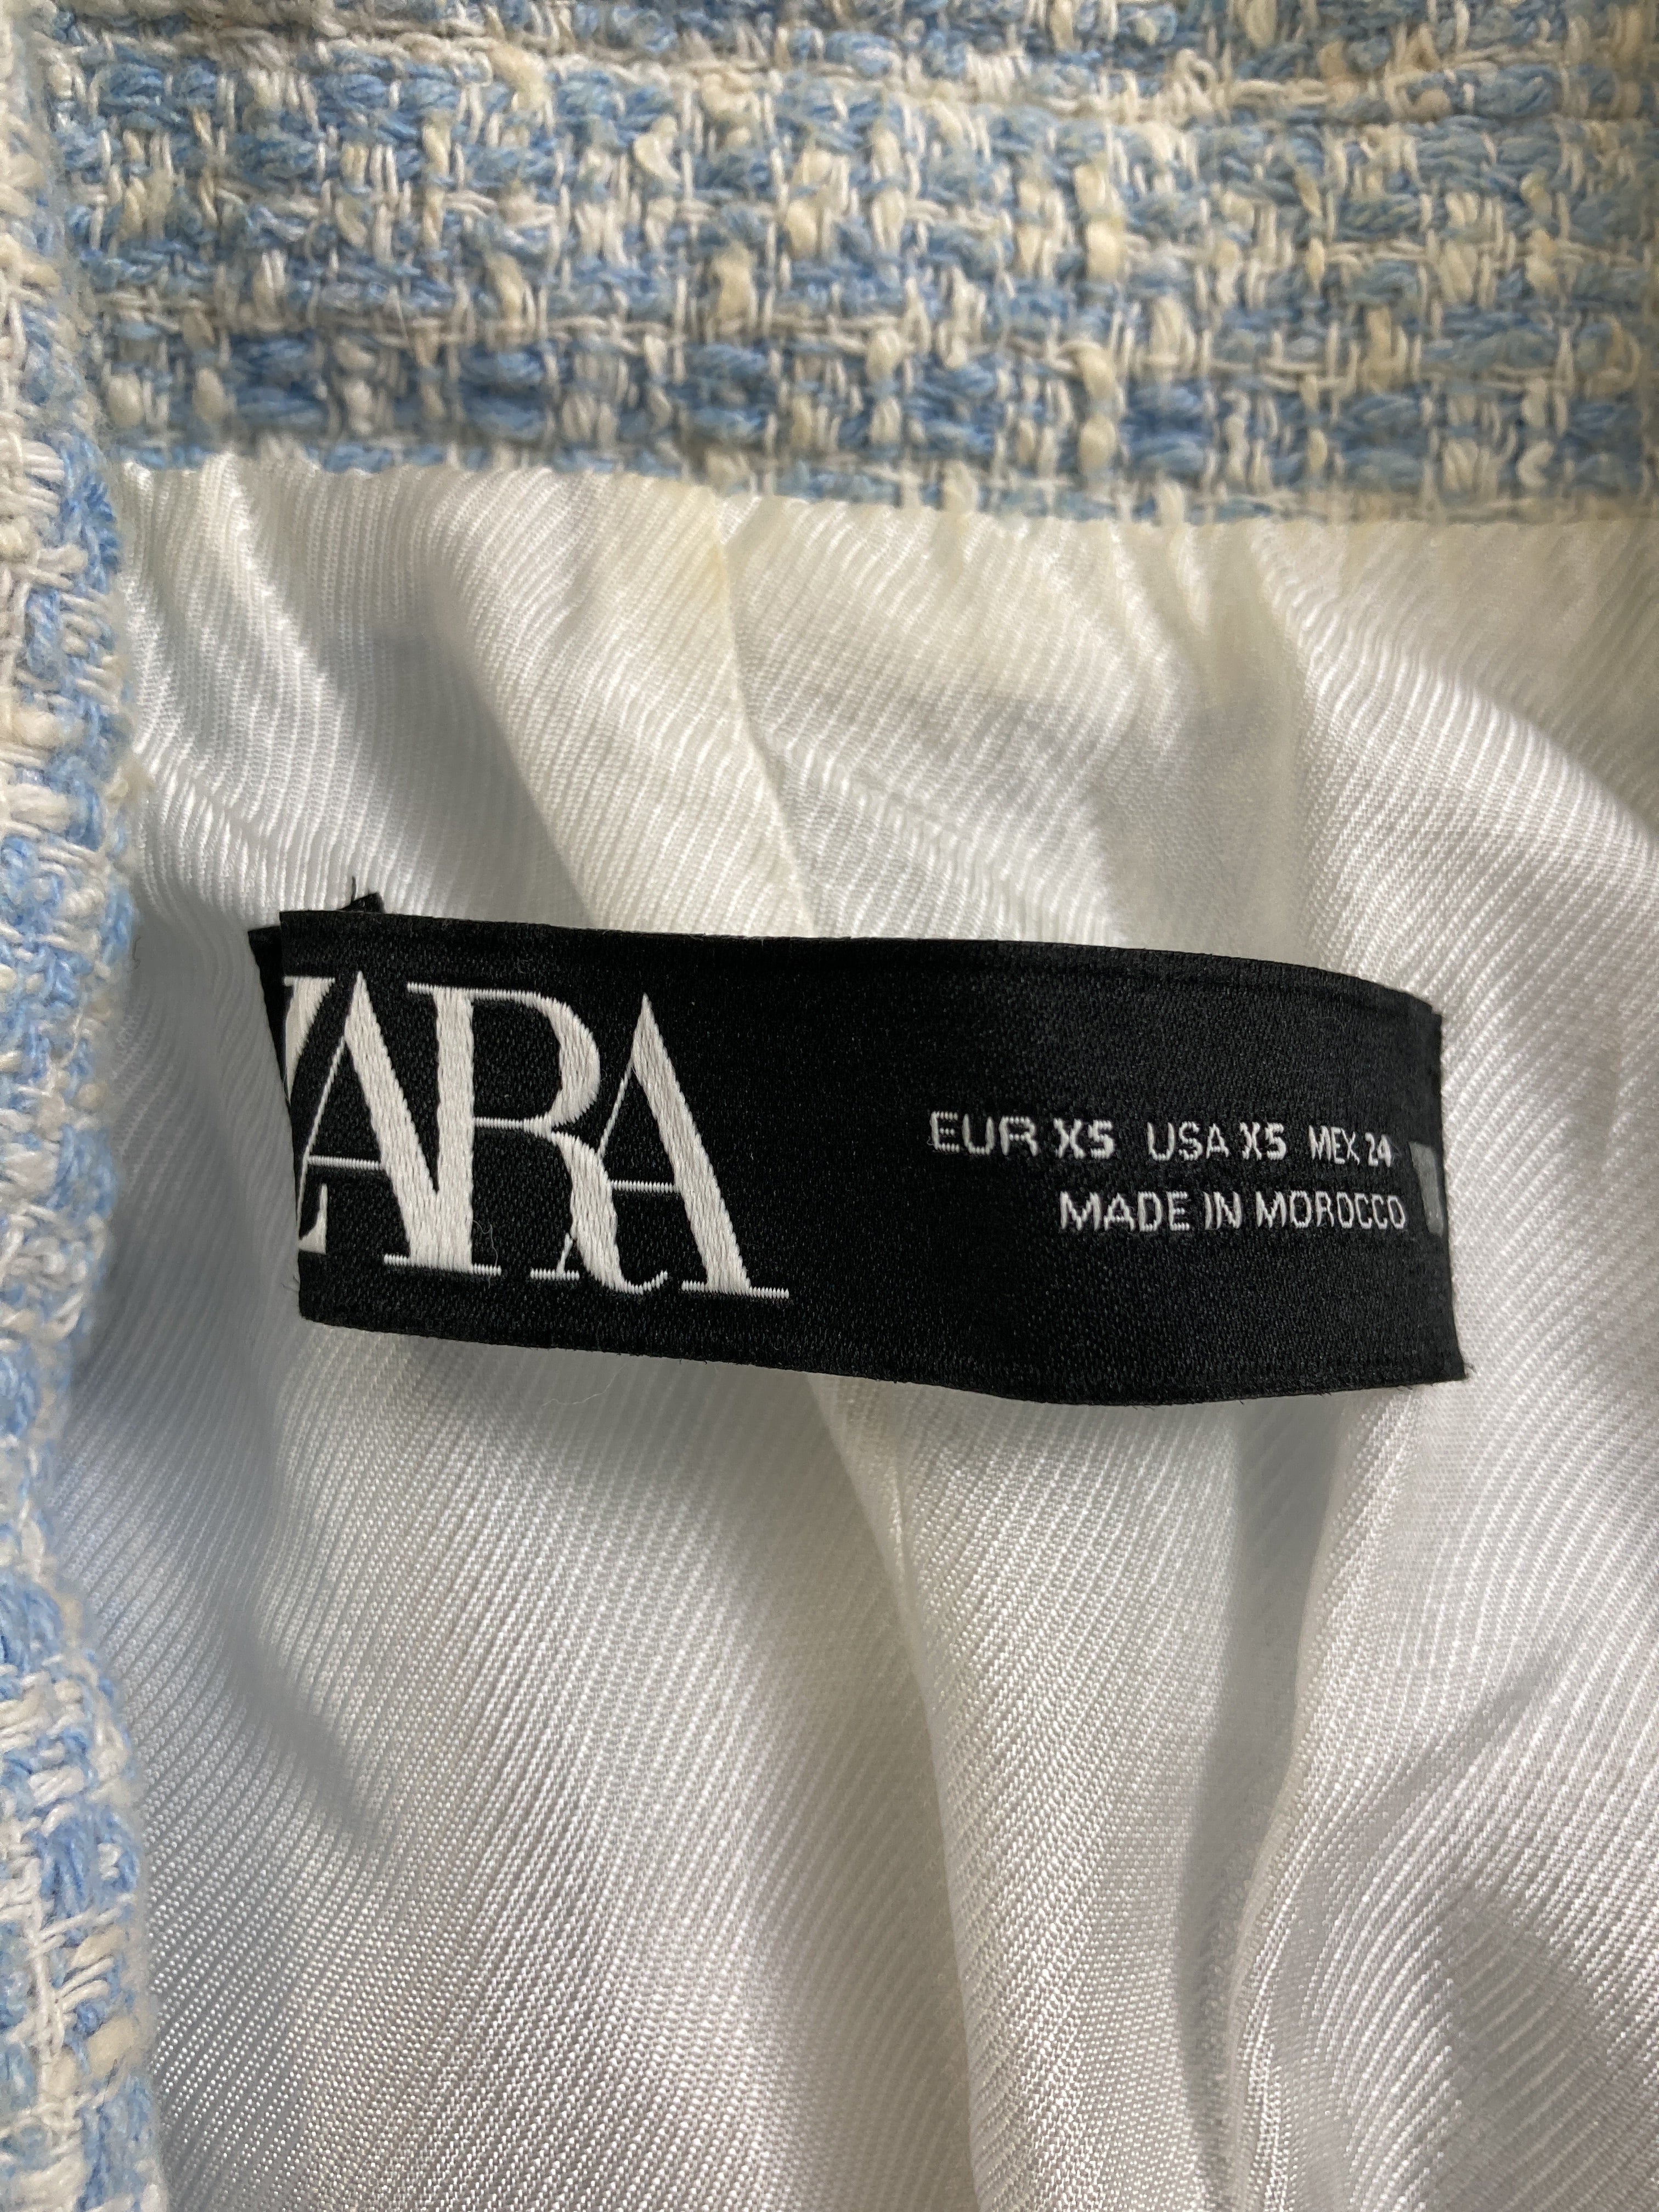 ZARA
EUR XS USA XS MEX 24
MADE IN MOROCCO